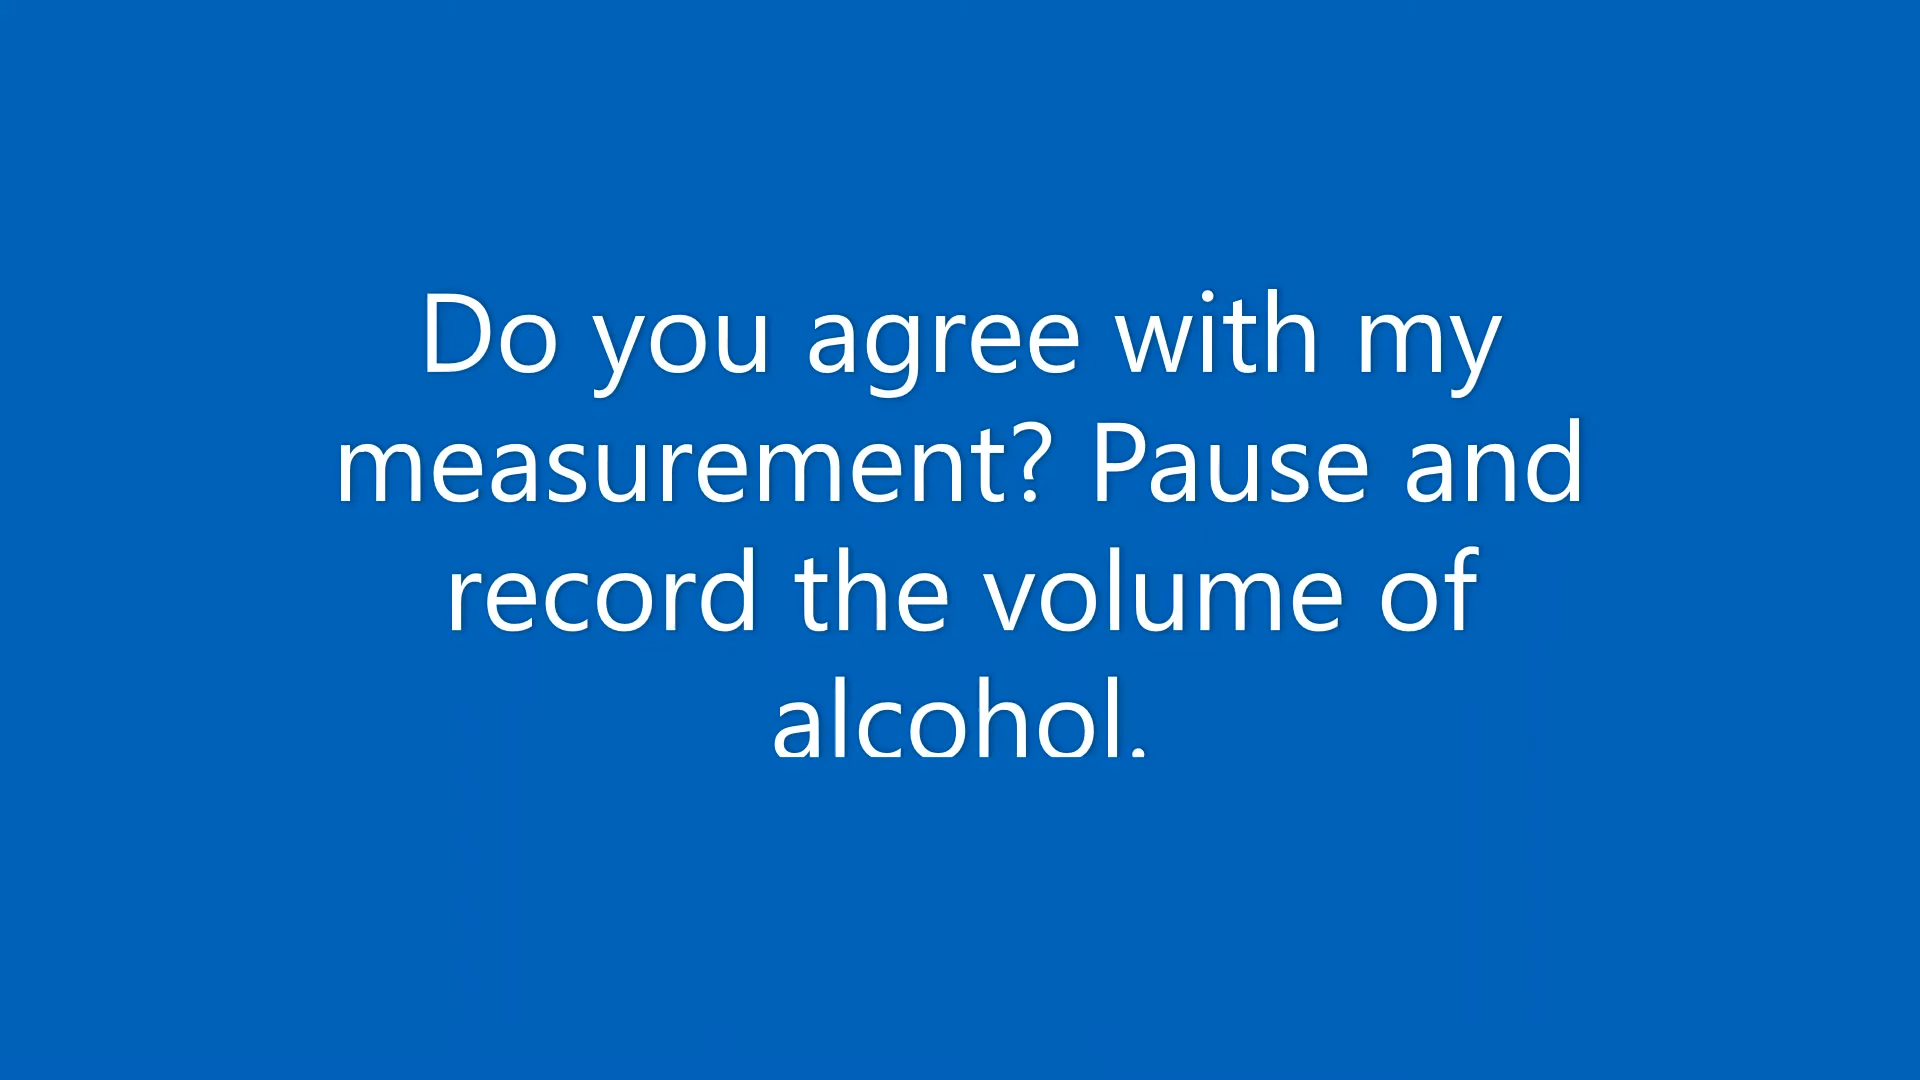 Do you agree with my
measurement? Pause and
record the volume of
alcohol.